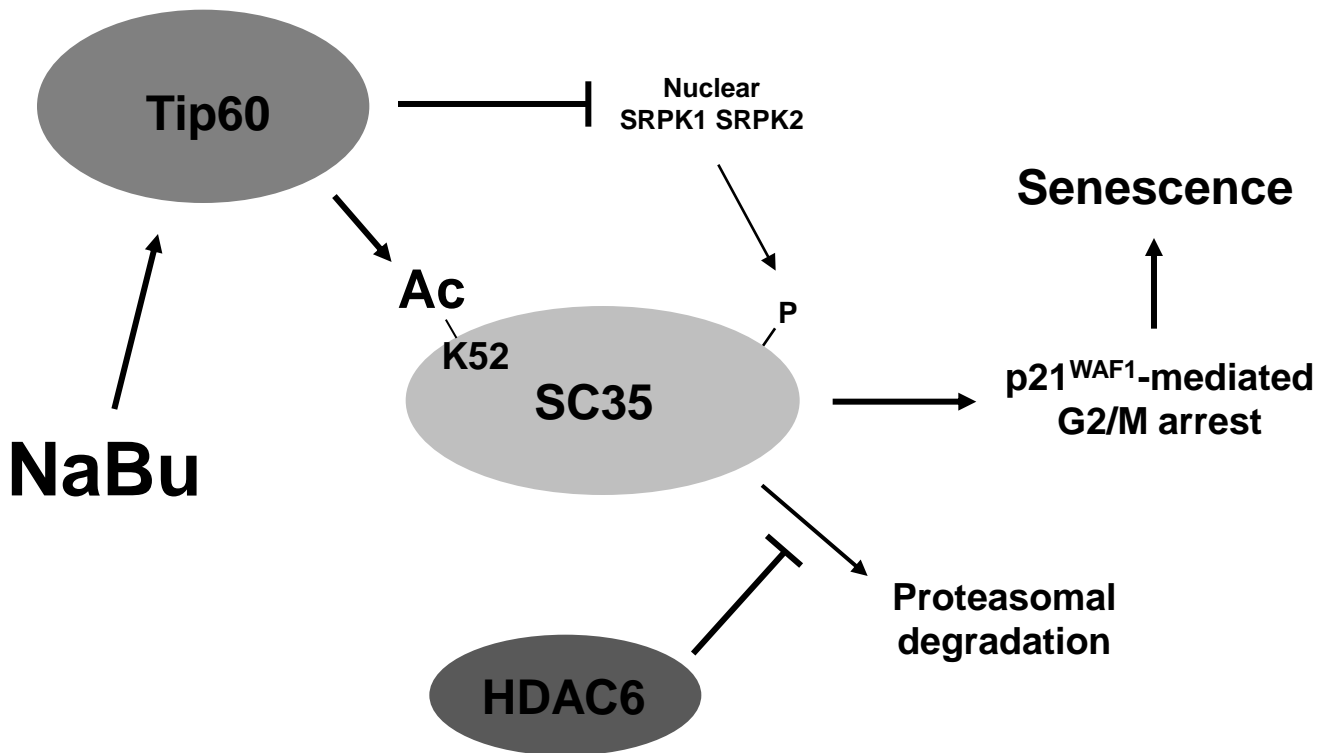 Tip60
Nuclear
SRPK1 SRPK2
Senescence
Ac
P
K52
SC35
p21WAF1-mediated
G2/M arrest
NaBu
Proteasomal
degradation
HDAC6